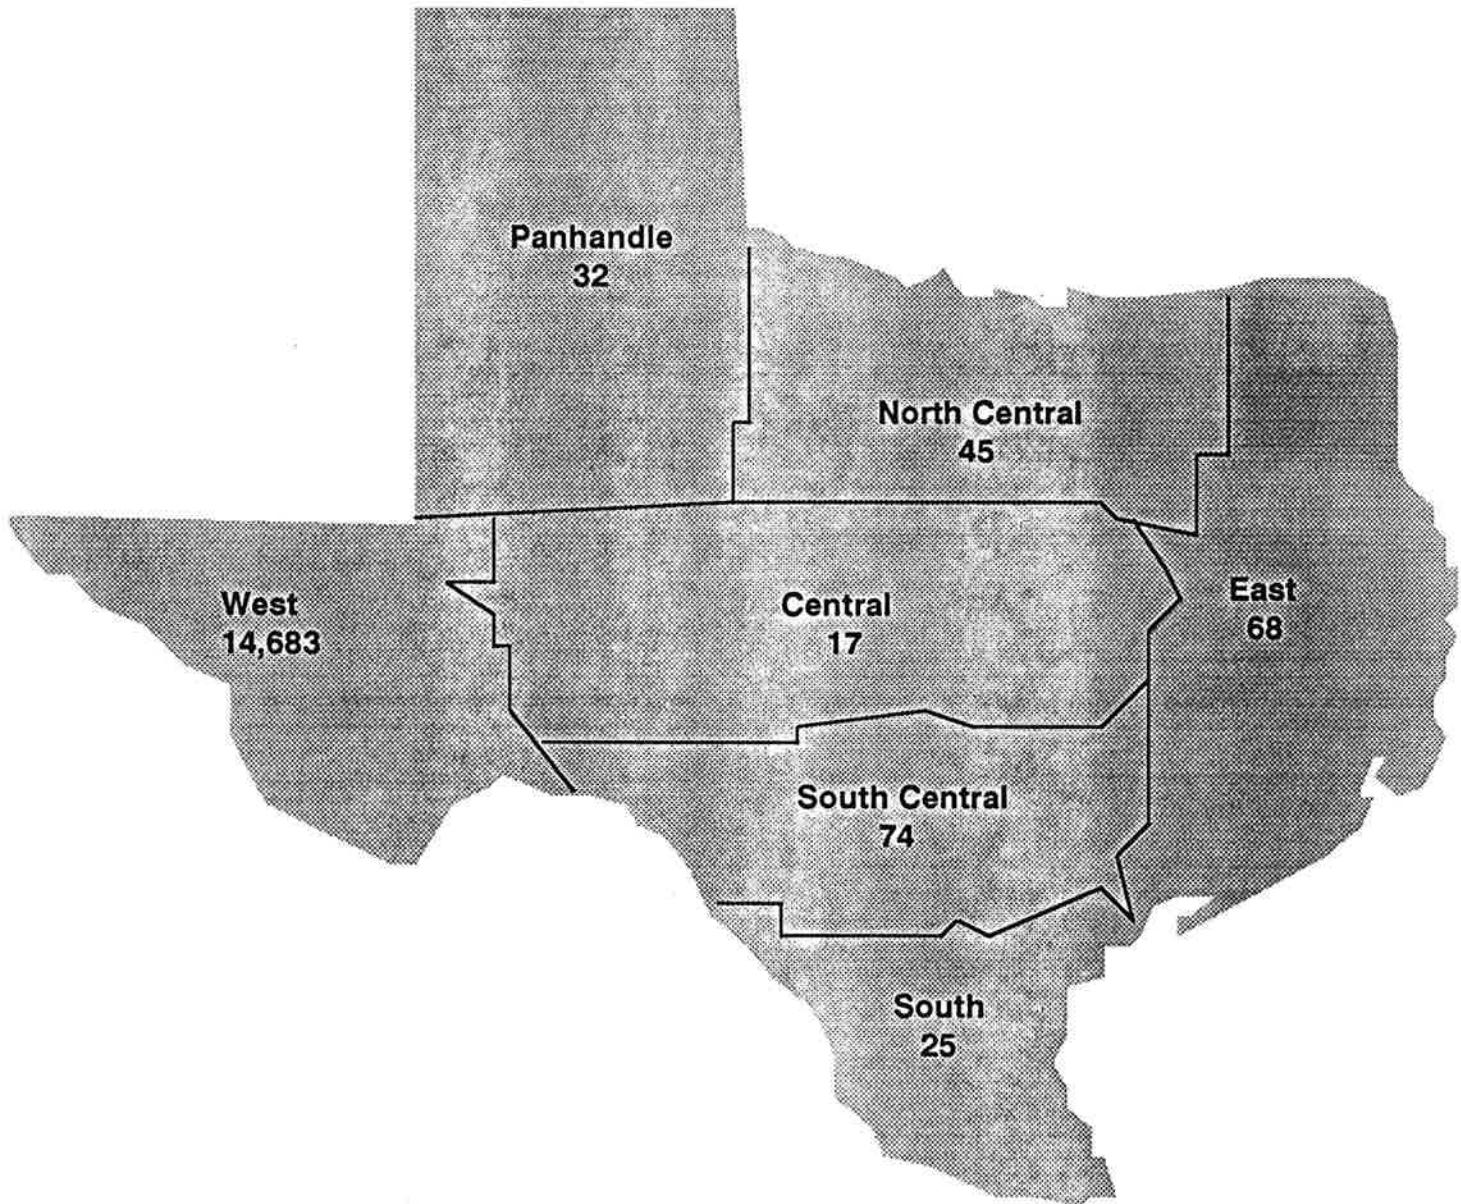 Panhandle
32
North Central
45
West
14,683
Central
17
East
68
South Central
74
South
25